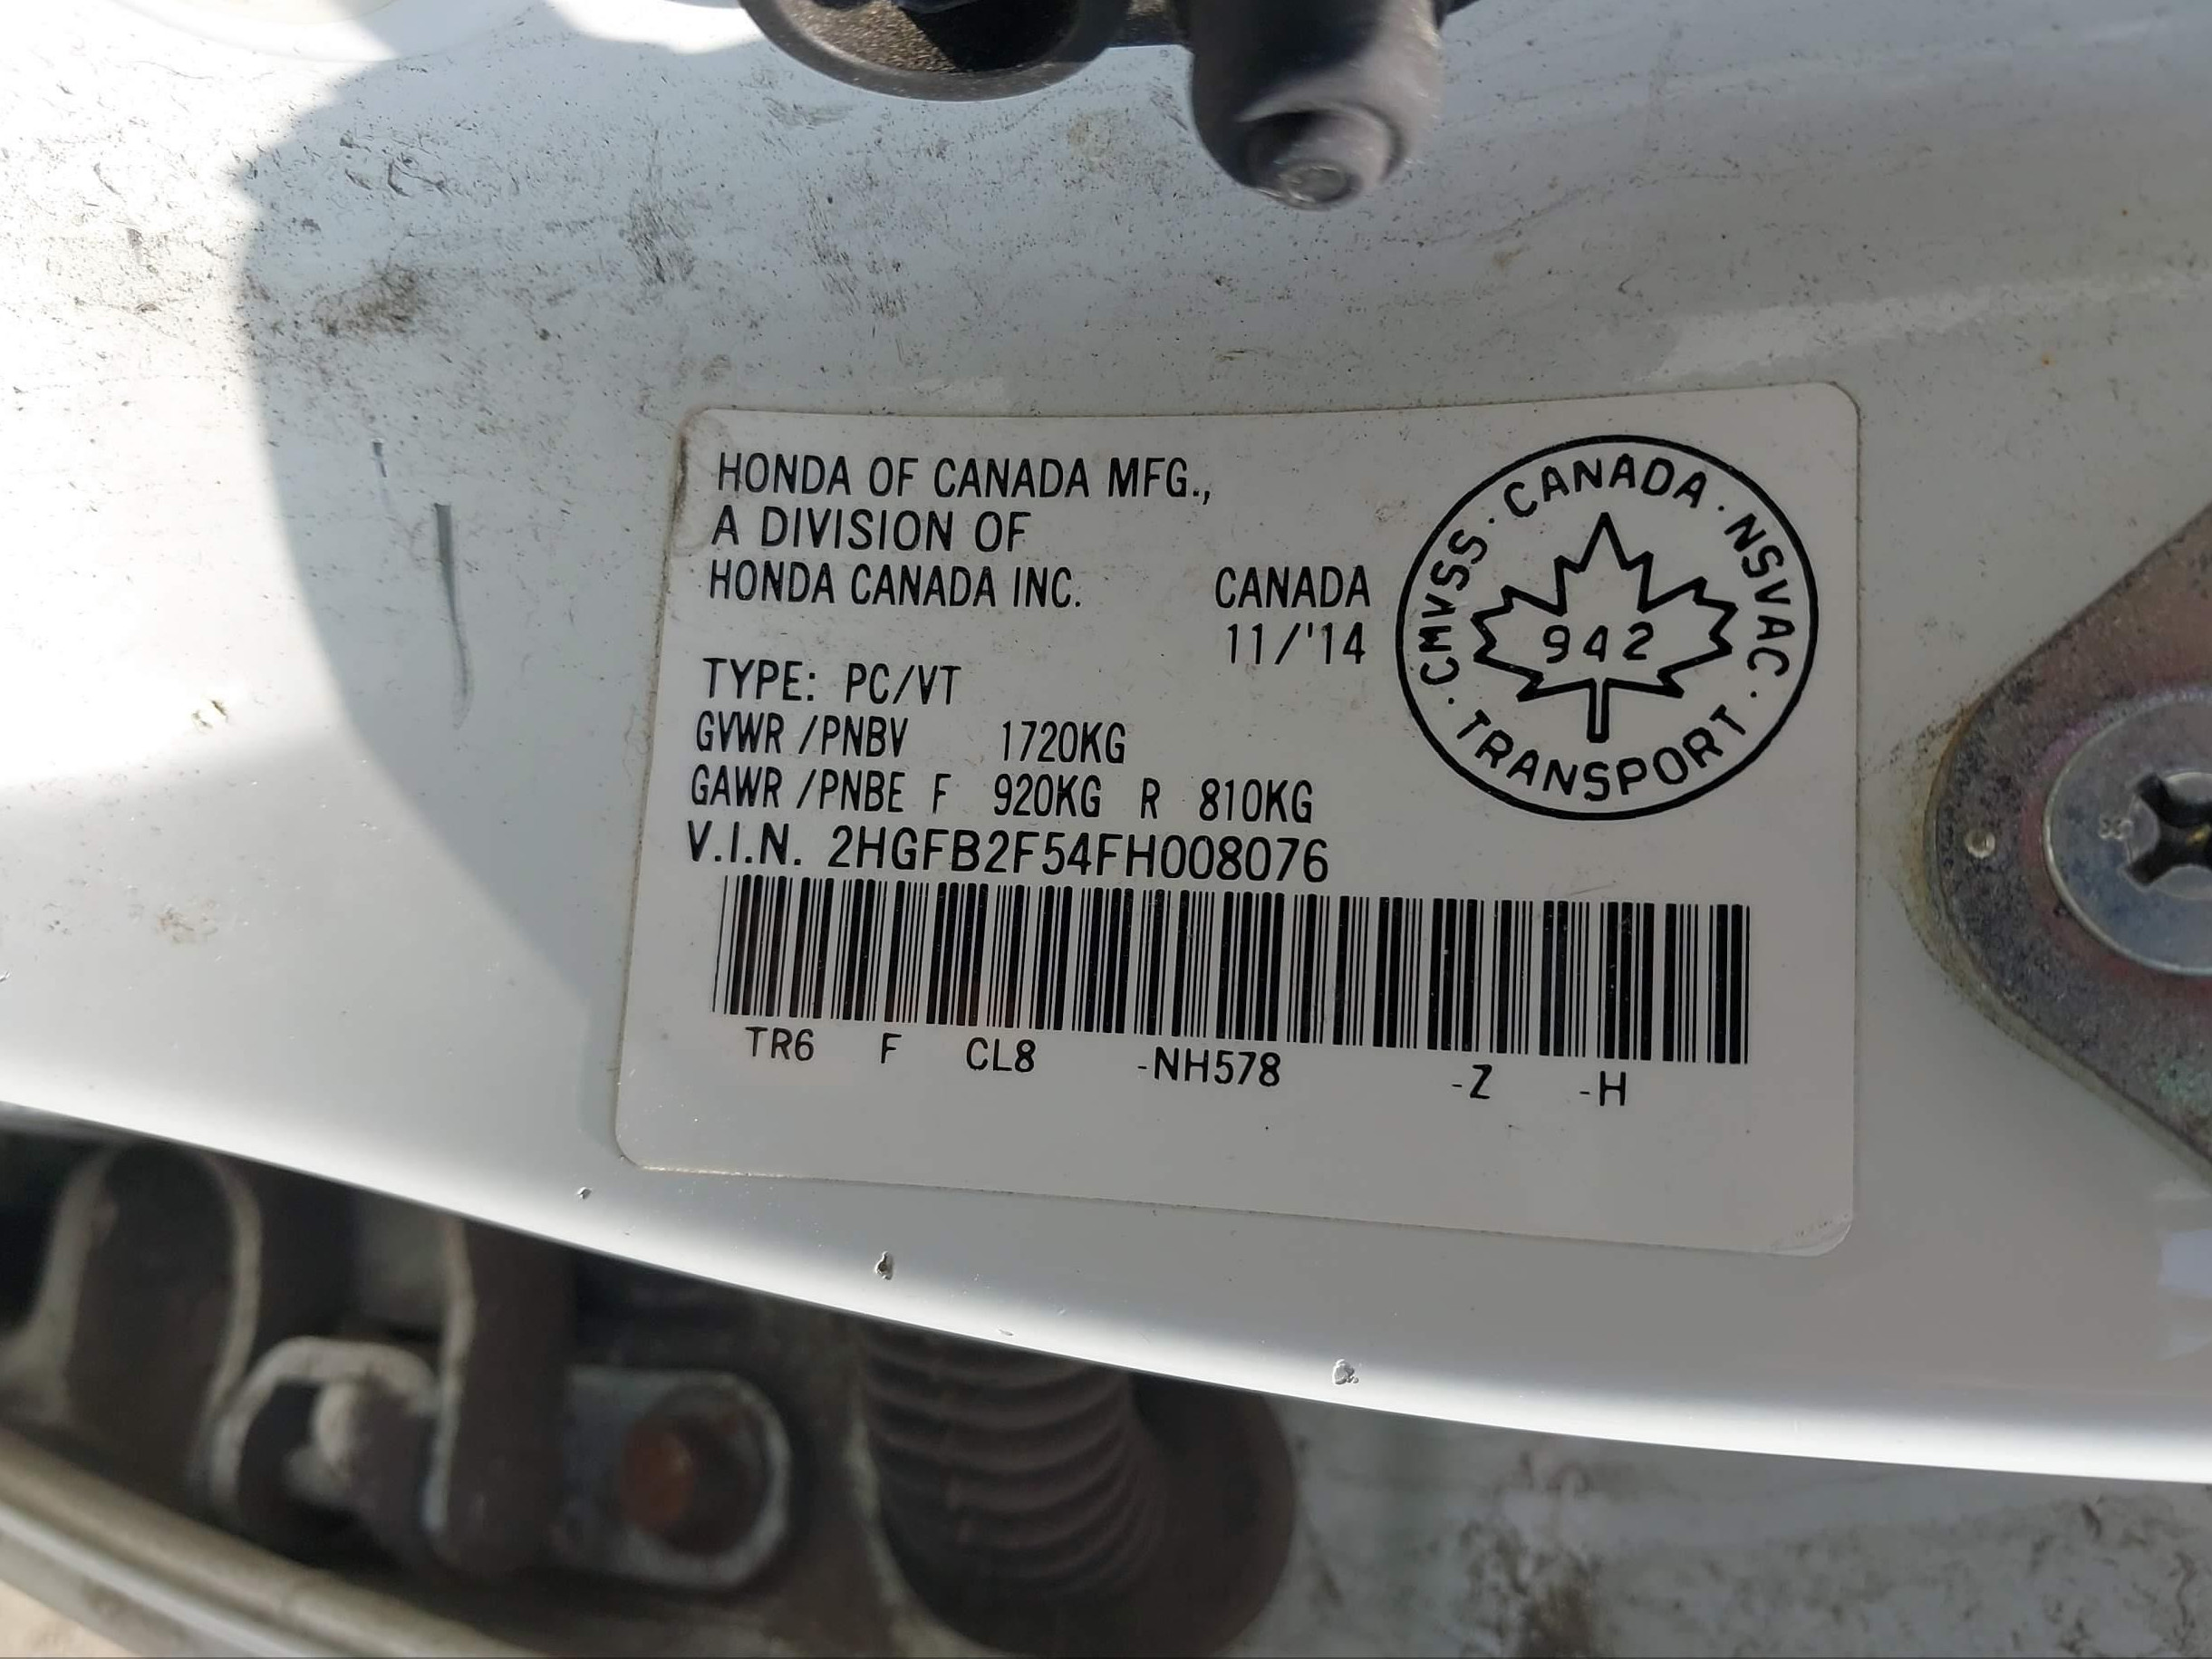 HONDA OF CANADA MFG.,
A DIVISION OF
HONDA CANADA INC. CANADA
11/'14
CMVSS · CANADA · NSVAC · TRANSPORT ·
942
TYPE: PC/VT
GVWR /PNBV 1720KG
GAWR /PNBE F 920KG R 810KG
V.I.N. 2HGFB2F54FH008076
TR6 F CL8 -NH578 -Z -H